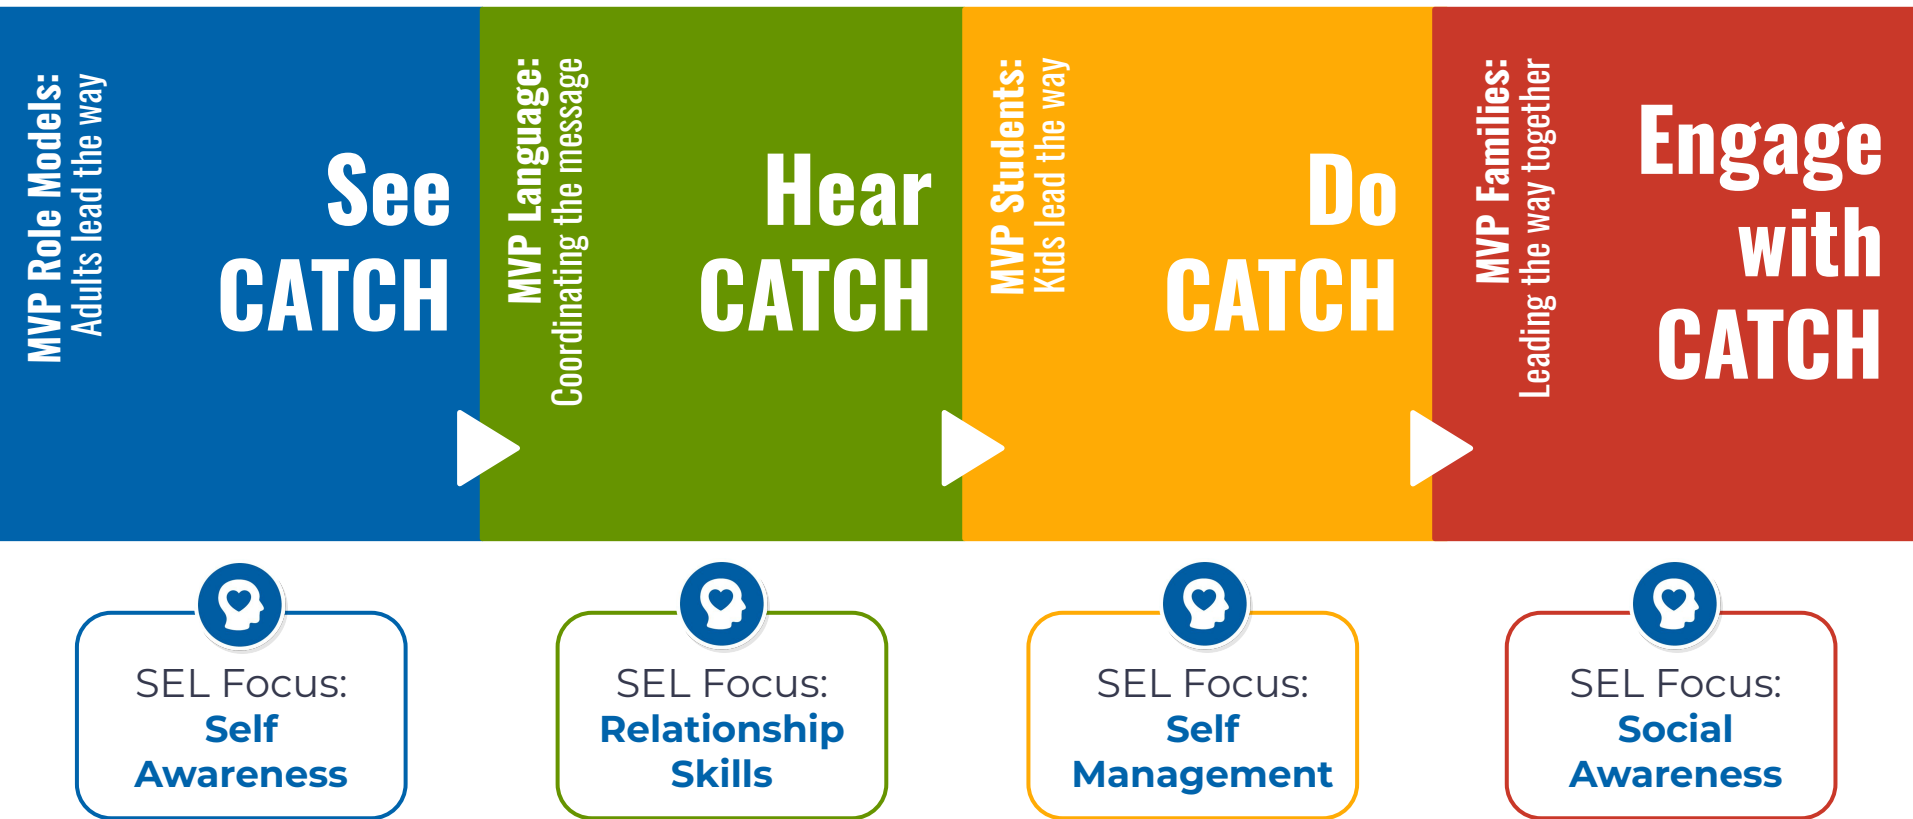 MVP Role Models:
Adults lead the way
See
CATCH
MVP Language:
Coordinating the message
Hear
CATCH
MVP Students:
Kids lead the way
Do
CATCH
MVP Families:
Leading the way together
Engage
with
CATCH
SEL Focus:
Self
Awareness
SEL Focus:
Relationship
Skills
SEL Focus:
Self
Management
SEL Focus:
Social
Awareness